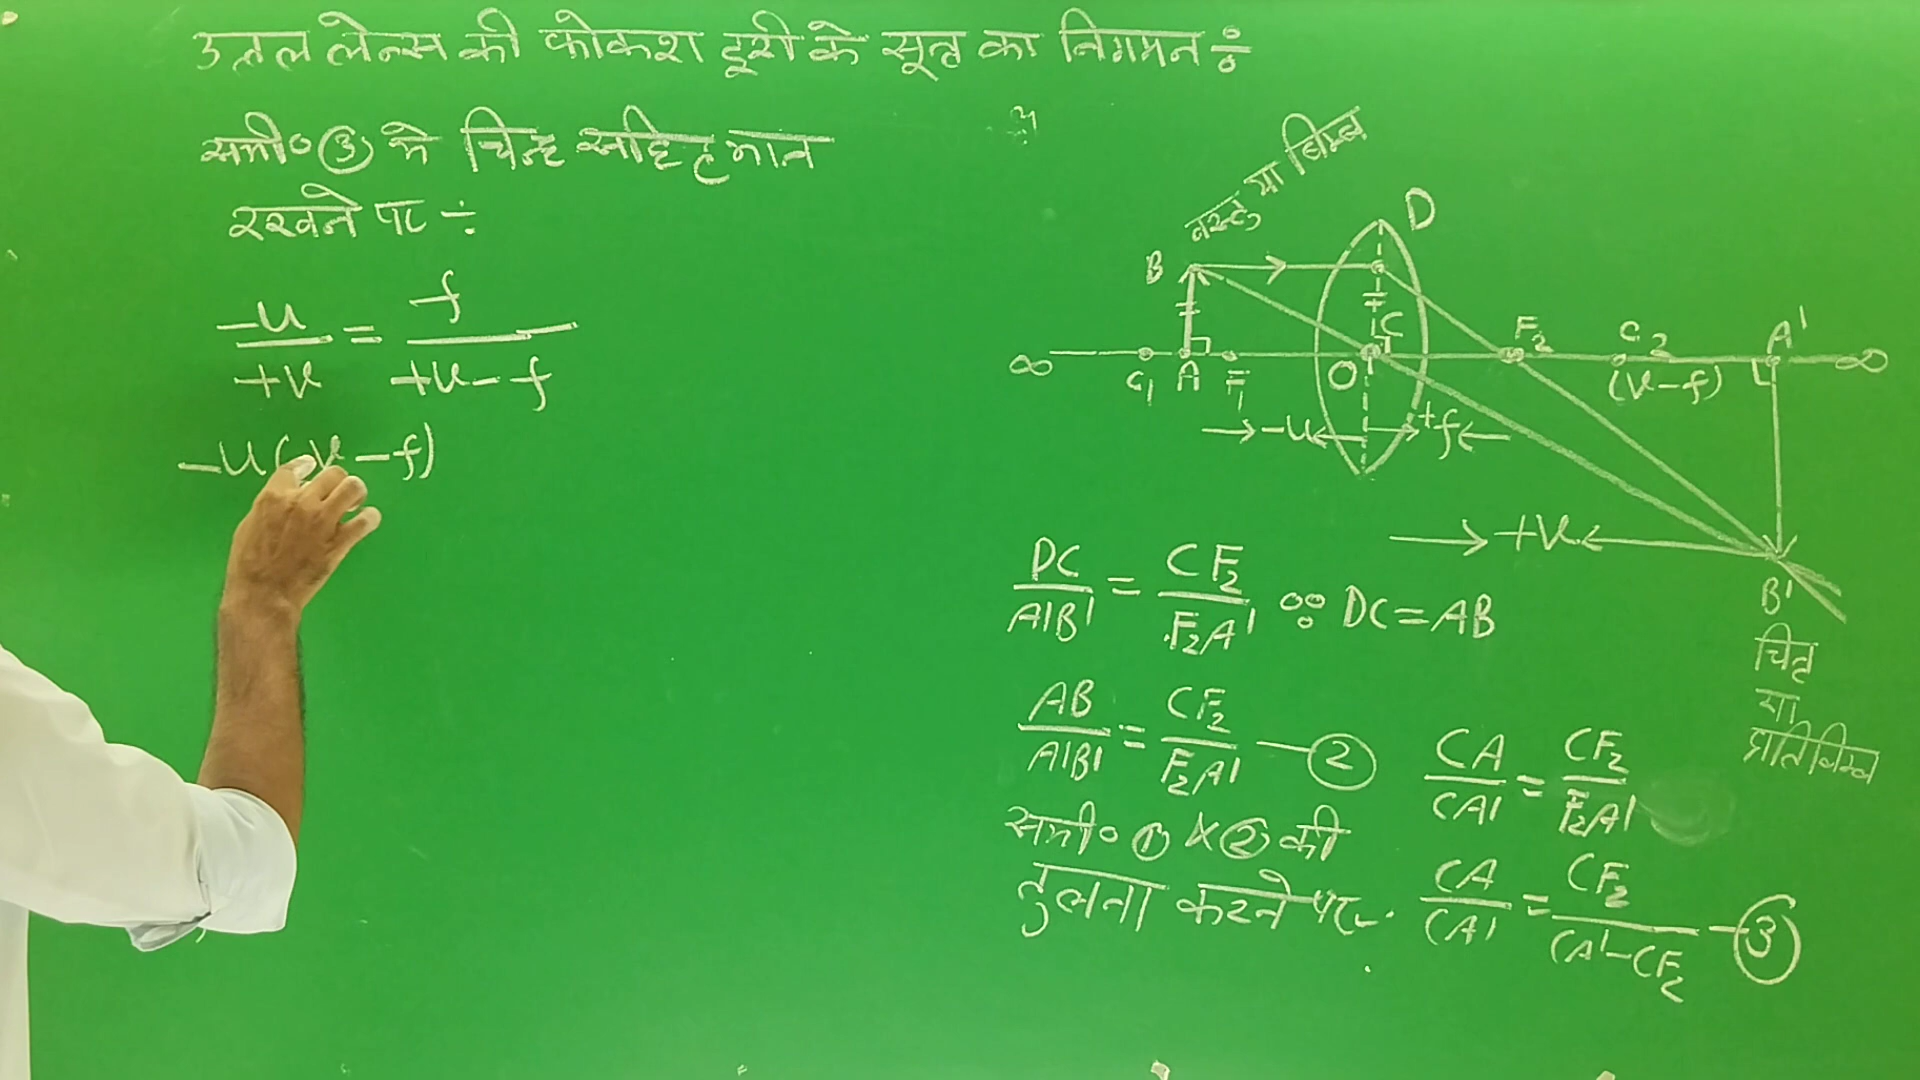 उत्तल लेन्स की फोकश दूरी के सूत्र का निगमन ÷
समी० ③ मे चिन्ह सहित मान
रखने पर ÷
-u/+v = f/+v-f
-u(v-f)
वस्तु या बिम्ब
D
B
∞ C₁ A F₁ O C F₂ C₂ A' ∞
(v-f)
-u +f
+v
B'
चित्र
या
प्रतिबिम्ब
DC/A'B' = CF₂/F₂A' ∵ DC = AB
AB/A'B' = CF₂/F₂A' —②
समी० ① & ② की
तुलना करने पर
CA/CA' = CF₂/F₂A'
CA/CA' = CF₂/CA'-CF₂ —③